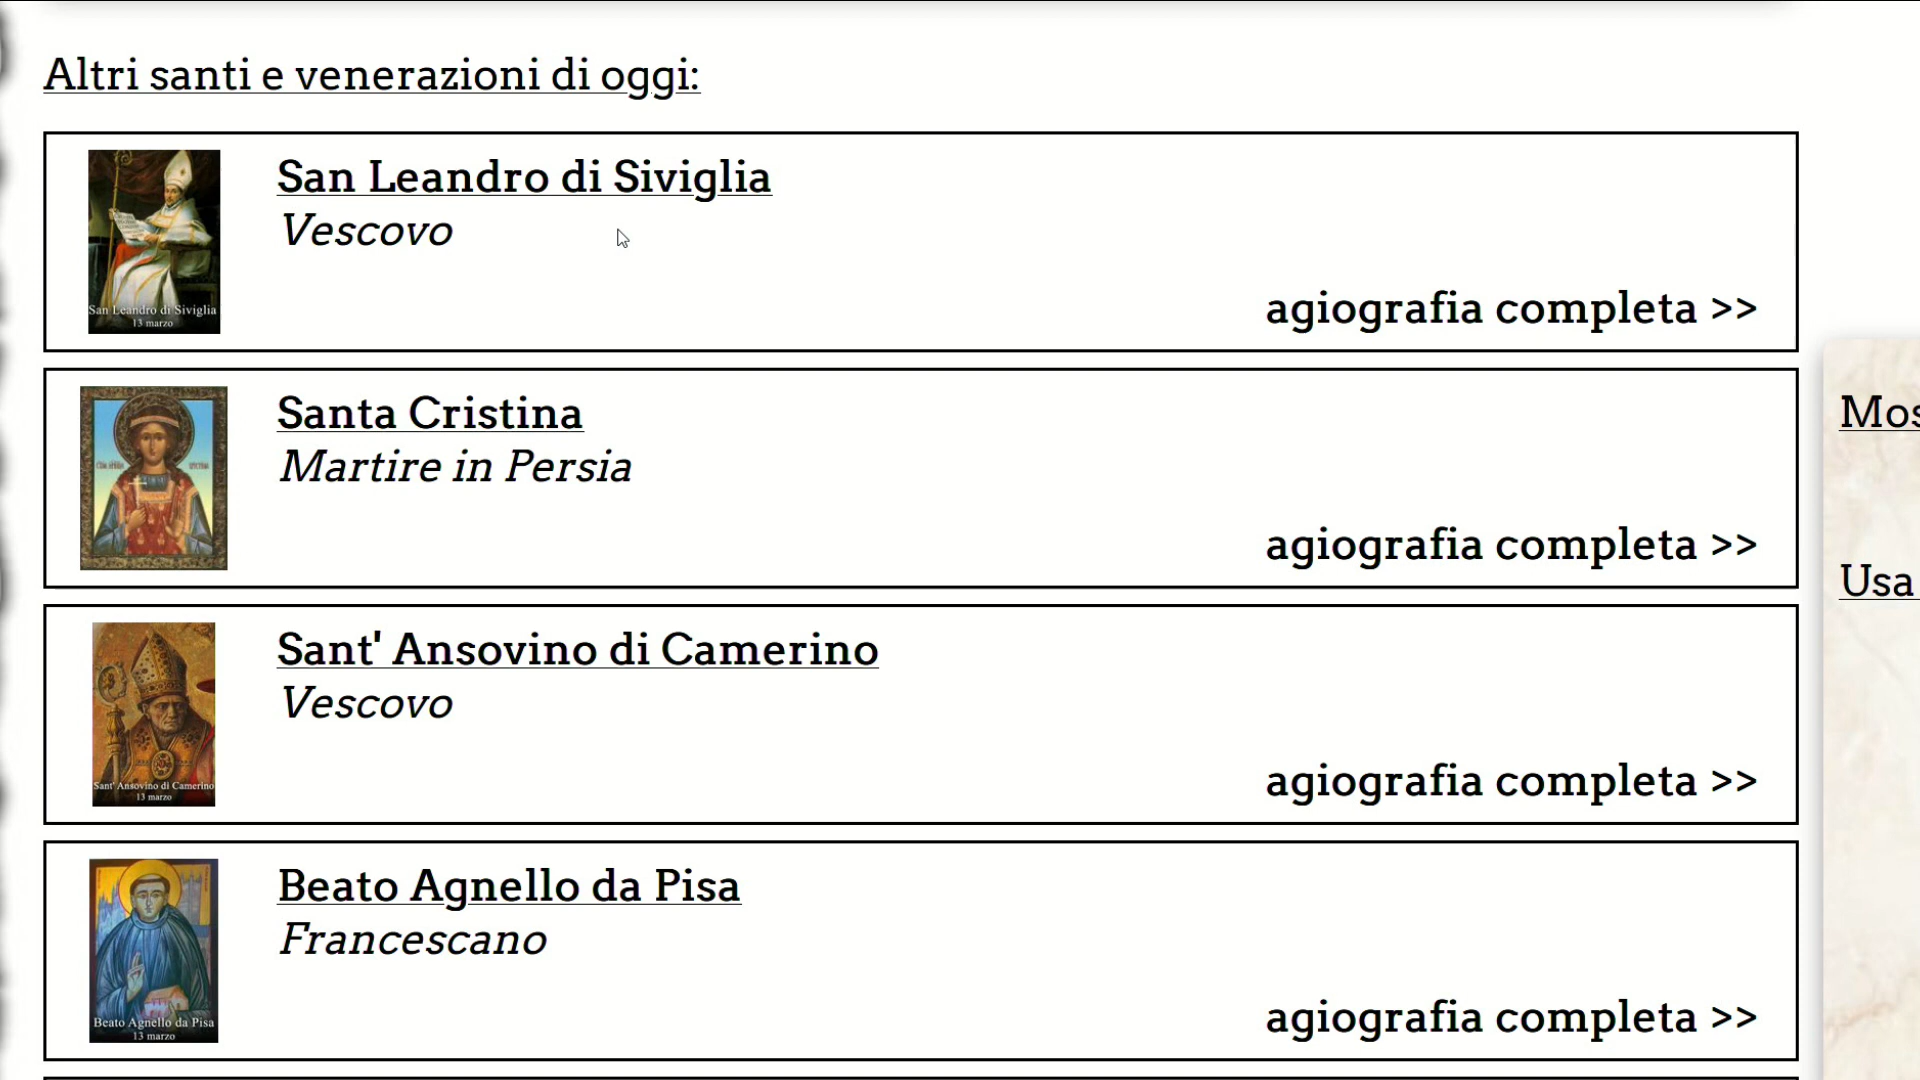 Altri santi e venerazioni di oggi:
San Leandro di Siviglia
Vescovo
San Leandro di Siviglia
13 marzo
agiografia completa >>
Santa Cristina
Martire in Persia
agiografia completa >>
Mos
Usa
Sant' Ansovino di Camerino
Vescovo
Sant' Ansovino di Camerino
13 marzo
agiografia completa >>
Beato Agnello da Pisa
Francescano
Beato Agnello da Pisa
13 marzo
agiografia completa >>